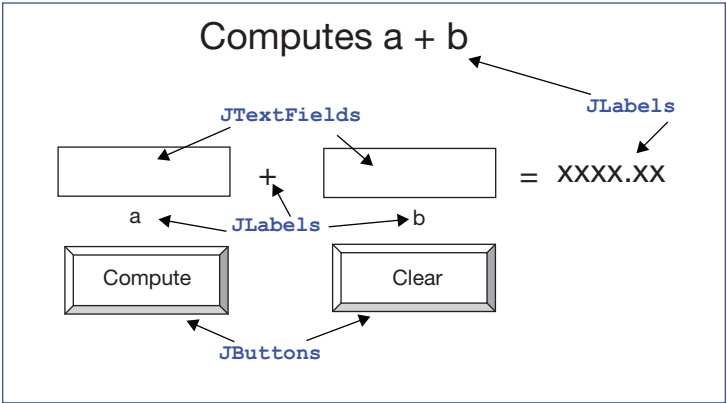 Computes a + b
JLabels
JTextFields
+ = xxxx.xx
a JLabels b
Compute Clear
JButtons